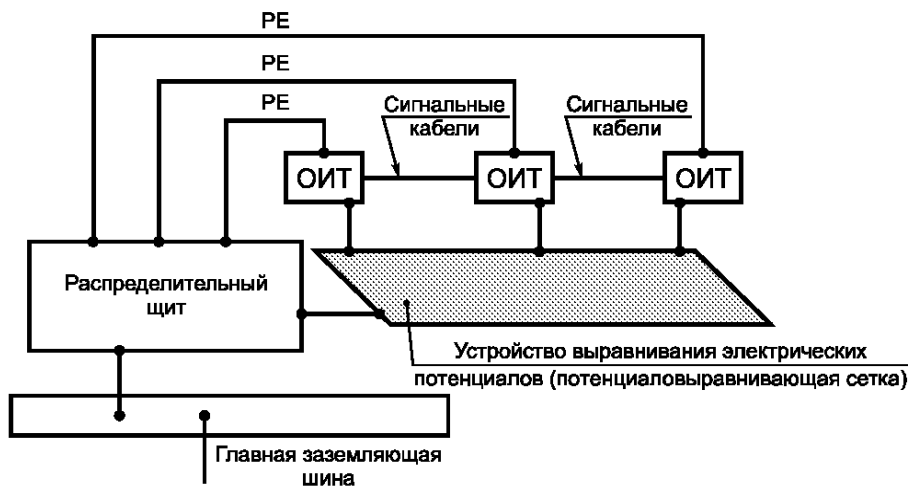 PE
PE
PE
Сигнальные
кабели
Сигнальные
кабели
ОИТ
ОИТ
ОИТ
Распределительный
щит
Устройство выравнивания электрических
потенциалов (потенциаловыравнивающая сетка)
Главная заземляющая
шина